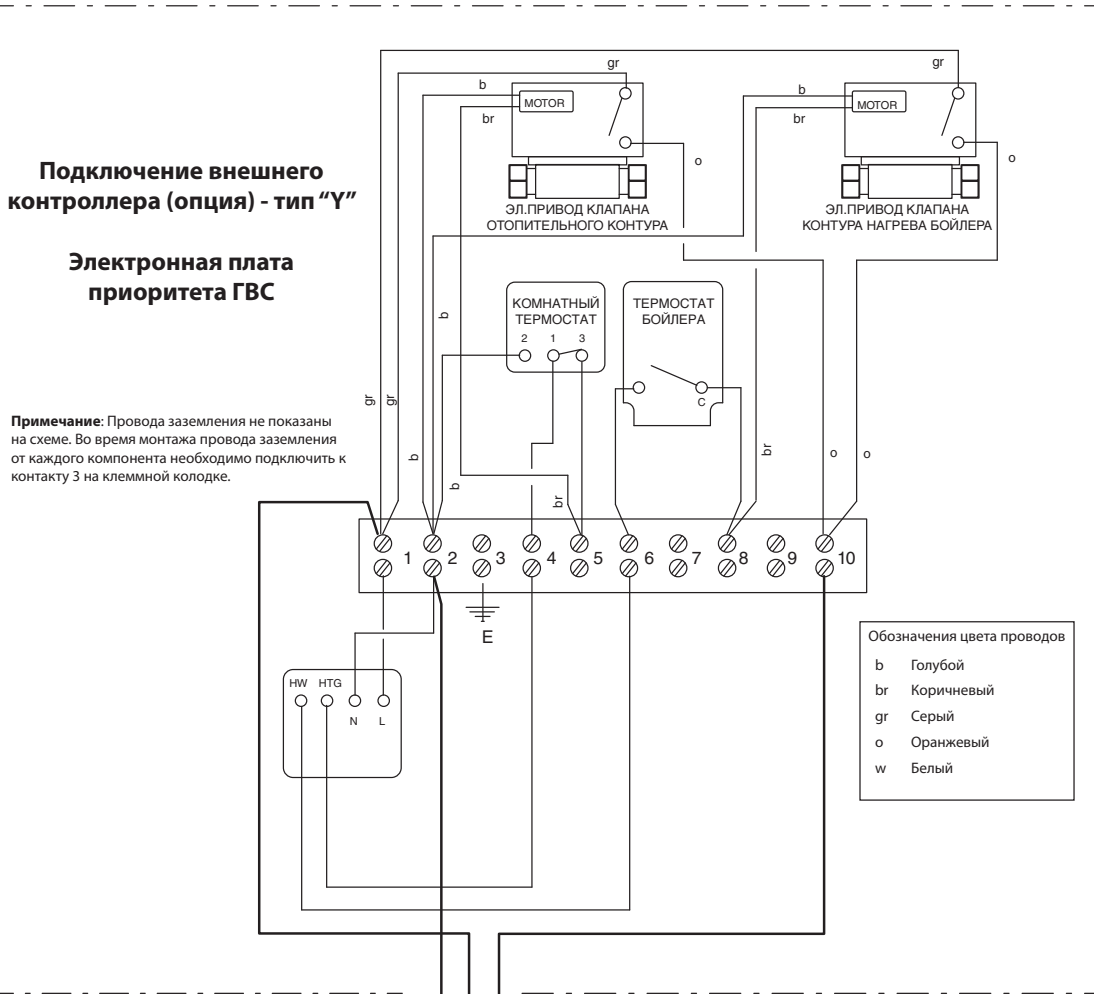 gr
gr
b
MOTOR
br
b
MOTOR
br
o
o
Подключение внешнего
контроллера (опция) - тип “Y”
Электронная плата
приоритета ГВС
ЭЛ.ПРИВОД КЛАПАНА
ОТОПИТЕЛЬНОГО КОНТУРА
ЭЛ.ПРИВОД КЛАПАНА
КОНТУРА НАГРЕВА БОЙЛЕРА
КОМНАТНЫЙ
ТЕРМОСТАТ
2 1 3
ТЕРМОСТАТ
БОЙЛЕРА
C
b
gr
gr
b
b
br
br
o
o
Примечание: Провода заземления не показаны
на схеме. Во время монтажа провода заземления
от каждого компонента необходимо подключить к
контакту 3 на клеммной колодке.
1 2 3 4 5 6 7 8 9 10
E
HW HTG
N L
Обозначения цвета проводов
b Голубой
br Коричневый
gr Серый
o Оранжевый
w Белый